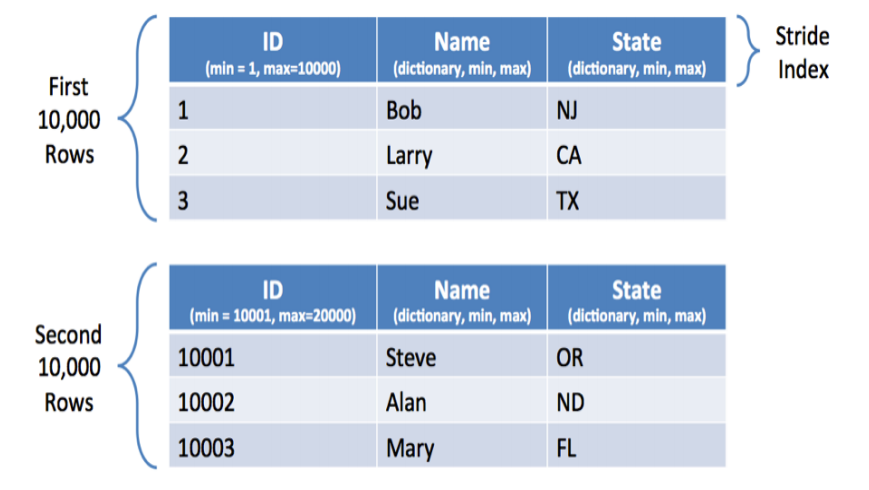 First
10,000
Rows
ID
(min = 1, max=10000)
Name
(dictionary, min, max)
State
(dictionary, min, max)
Stride
Index
1 Bob NJ
2 Larry CA
3 Sue TX
Second
10,000
Rows
ID
(min = 10001, max=20000)
Name
(dictionary, min, max)
State
(dictionary, min, max)
10001 Steve OR
10002 Alan ND
10003 Mary FL